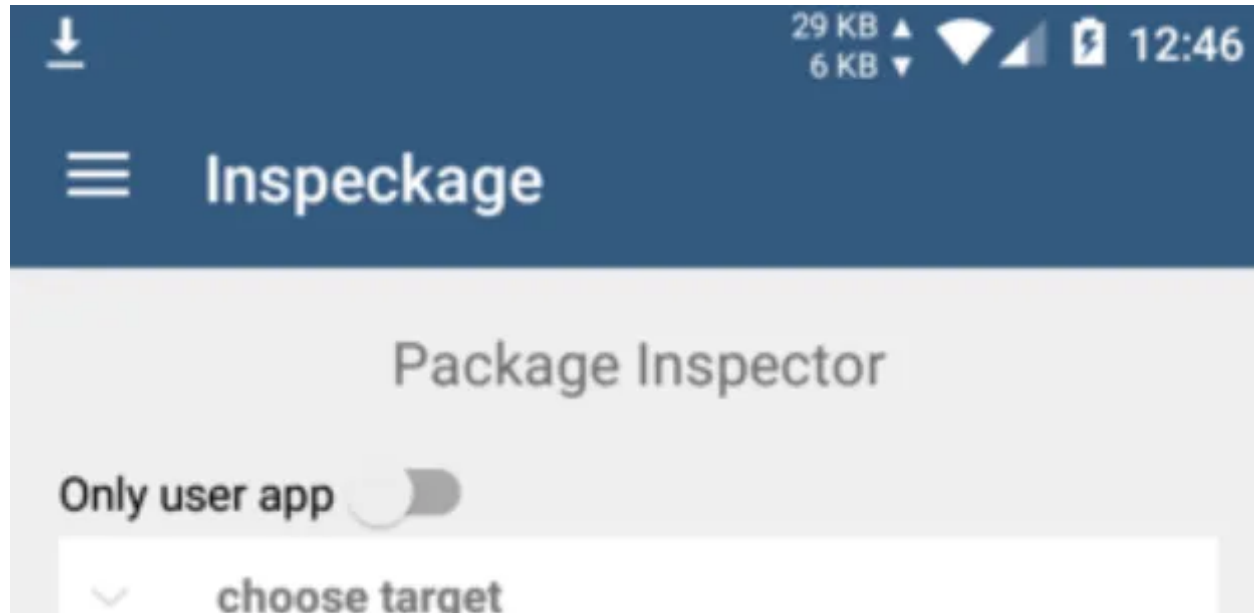 29 KB ▲
6 KB ▼
12:46
Inspeckage
Package Inspector
Only user app
choose target